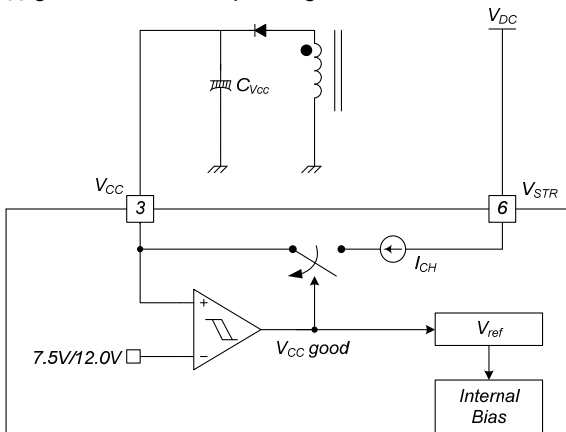 V_DC
C_Vcc
V_CC
3
6
V_STR
I_CH
+
7.5V/12.0V
−
V_CC good
V_ref
Internal
Bias